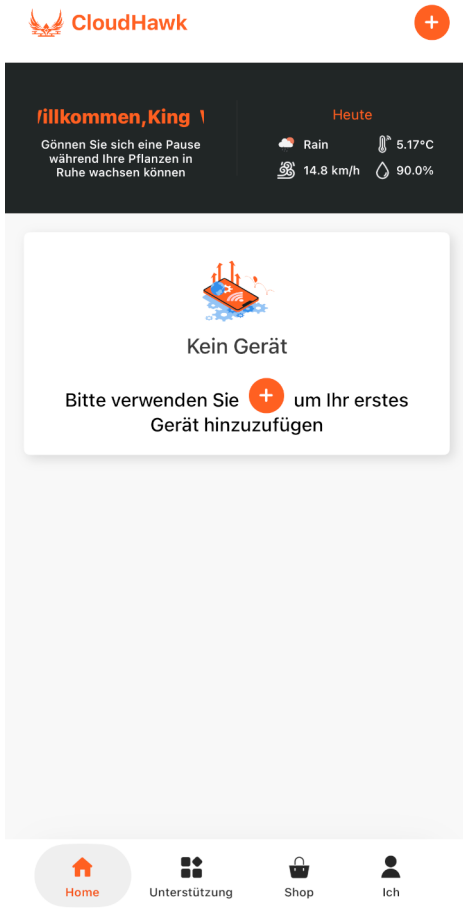 CloudHawk
Willkommen,King
Heute
Gönnen Sie sich eine Pause
während Ihre Pflanzen in
Ruhe wachsen können
Rain 5.17°C
14.8 km/h 90.0%
Kein Gerät
Bitte verwenden Sie + um Ihr erstes
Gerät hinzuzufügen
Home Unterstützung Shop Ich